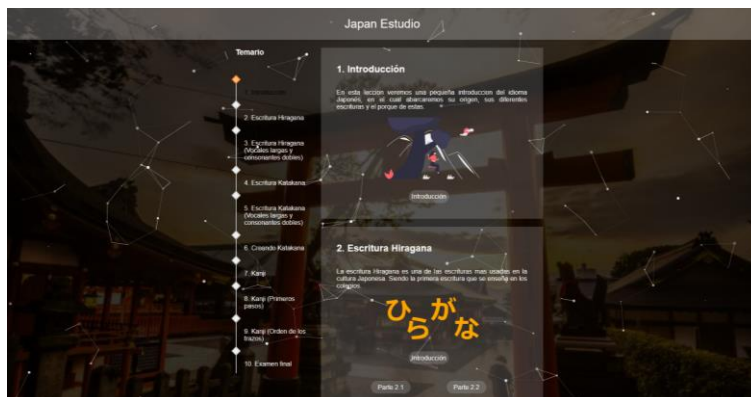 Japan Estudio
Temario
1. Introducción
2. Escritura Hiragana
3. Escritura Hiragana
(Vocales largas y
consonantes dobles)
4. Escritura Katakana
5. Escritura Katakana
(Vocales largas y
consonantes dobles)
6. Creando Katakana
7. Kanji
8. Kanji (Primeros
pasos)
9. Kanji (Orden de los
trazos)
10. Examen final
1. Introducción
En esta leccion veremos una pequeña introduccion del idioma
Japonés, en el cual abarcaremos su origen, sus diferentes
escrituras y el porque de estas.
Introducción
2. Escritura Hiragana
La escritura Hiragana es una de las escrituras mas usadas en la
cultura Japonesa. Siendo la primera escritura que se enseña en los
colegios.
ひらがな
Introducción
Parte 2.1
Parte 2.2